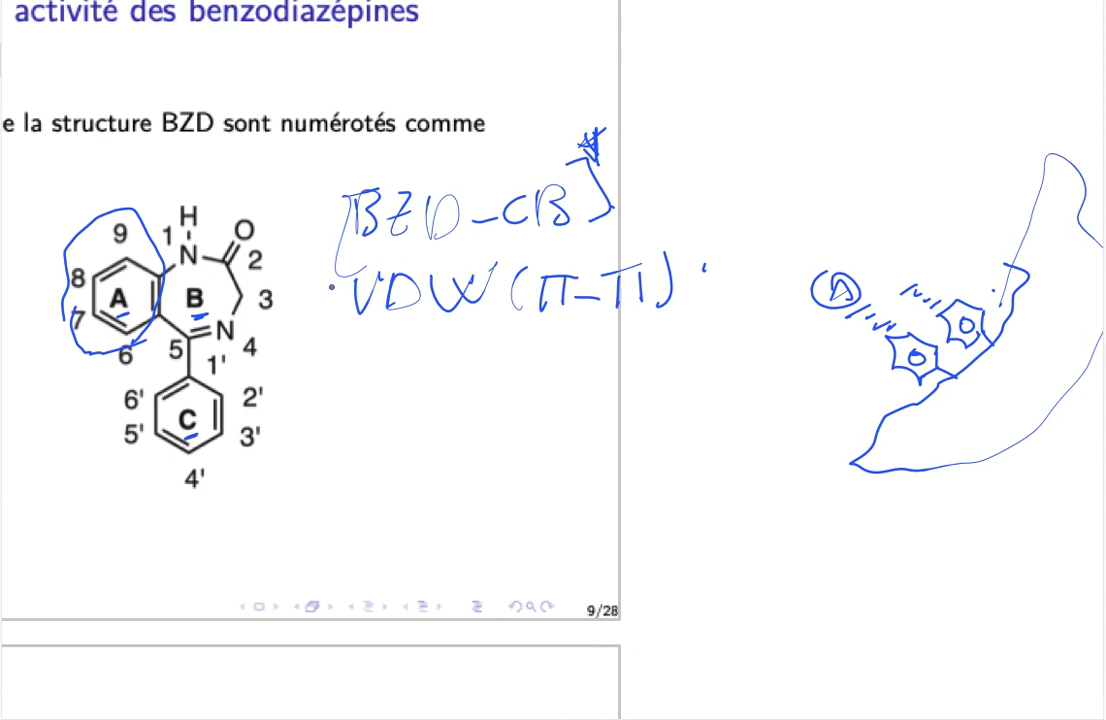 activité des benzodiazépines
e la structure BZD sont numérotés comme
[BZD-CB]*
VDW (π-π)
H
9 1 N O
8 2
A B 3
7
6 5 N 4
1'
6' 2'
C
5' 3'
4'
A
9/28